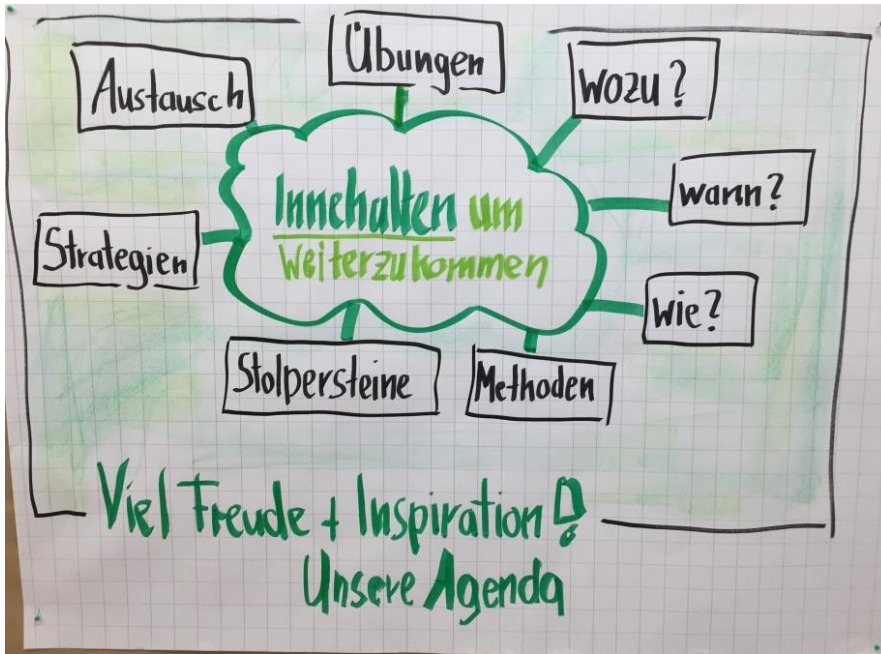 Übungen
Austausch
Wozu?
Innehalten um
Weiterzukommen
wann?
Strategien
Wie?
Stolpersteine
Methoden
Viel Freude + Inspiration!
Unsere Agenda